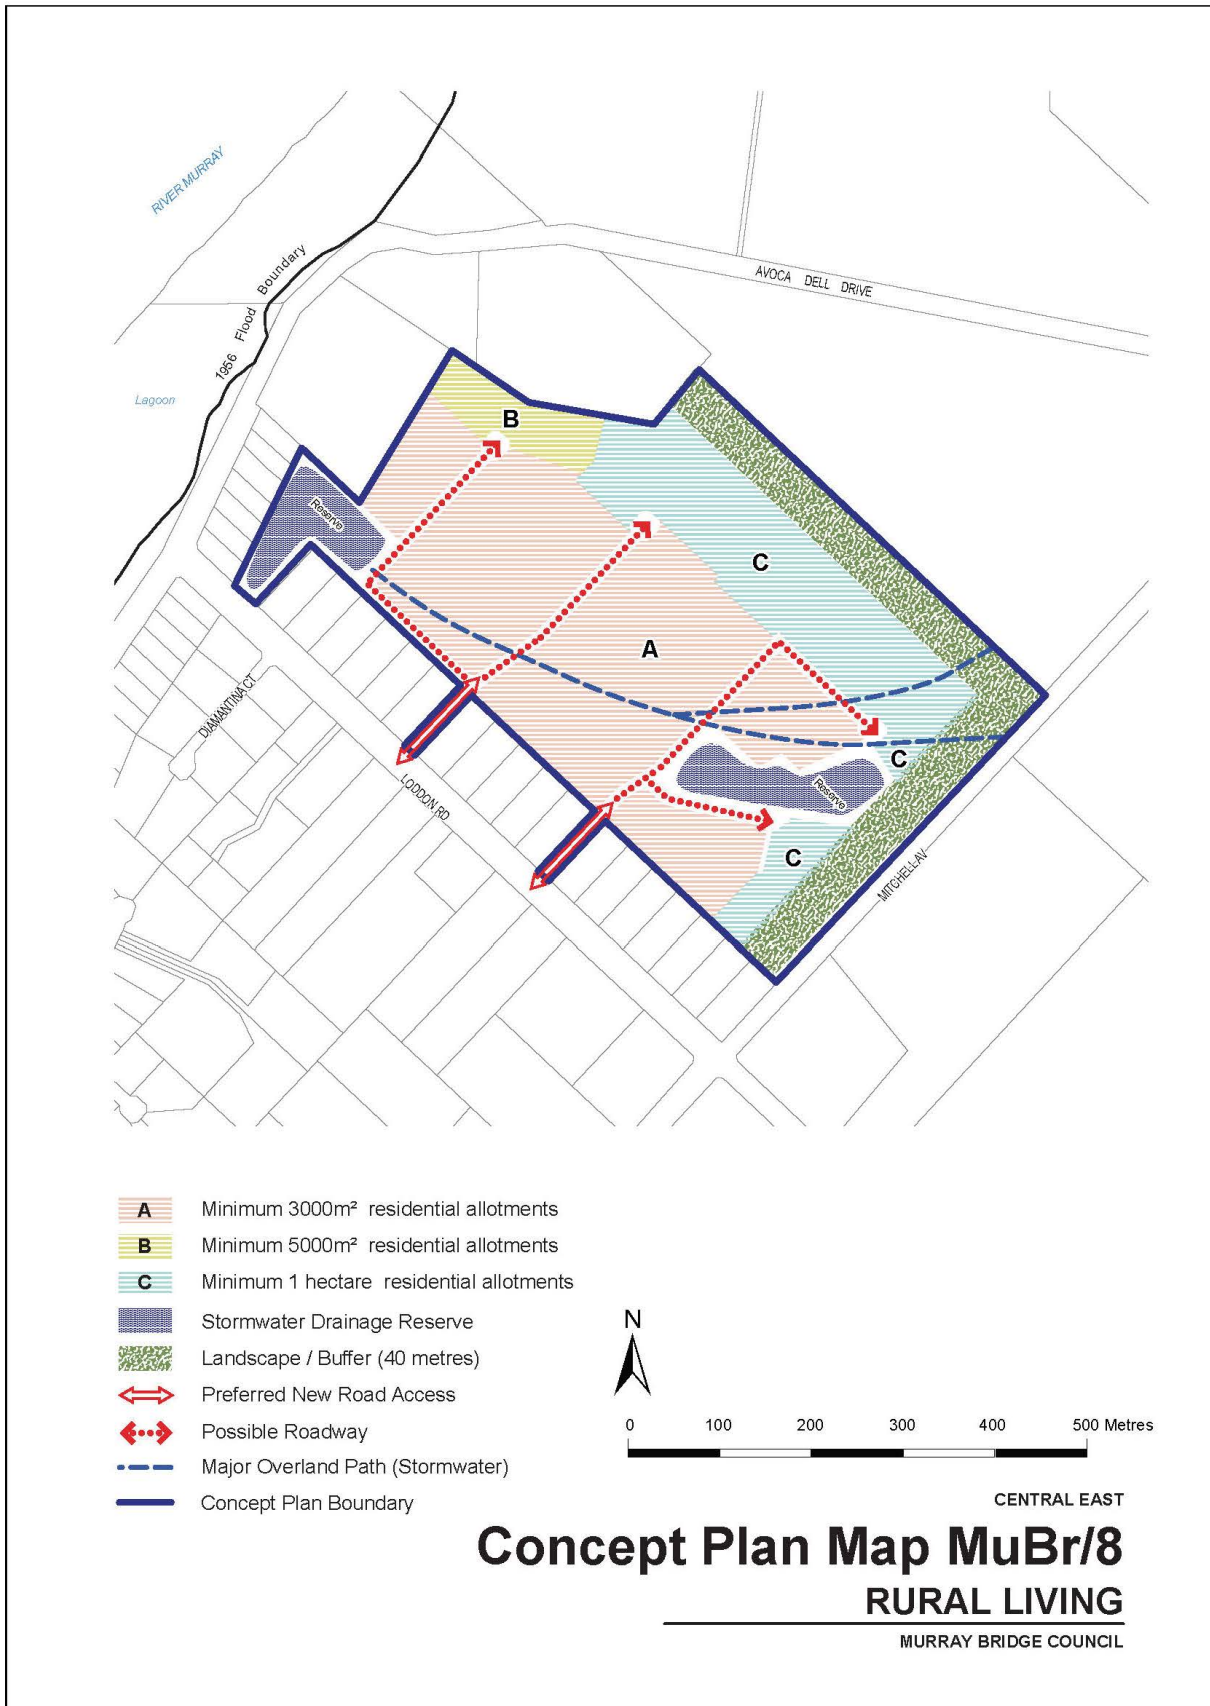 RIVER MURRAY
1956 Flood Boundary
AVOCA DELL DRIVE
Lagoon
B
Reserve
C
A
DIAMANTINA CT
C
Reserve
LODDON RD
C
MITCHELL AV
A Minimum 3000m² residential allotments
B Minimum 5000m² residential allotments
C Minimum 1 hectare residential allotments
Stormwater Drainage Reserve
Landscape / Buffer (40 metres)
Preferred New Road Access
Possible Roadway
Major Overland Path (Stormwater)
Concept Plan Boundary
N
0 100 200 300 400 500 Metres
CENTRAL EAST
Concept Plan Map MuBr/8
RURAL LIVING
MURRAY BRIDGE COUNCIL